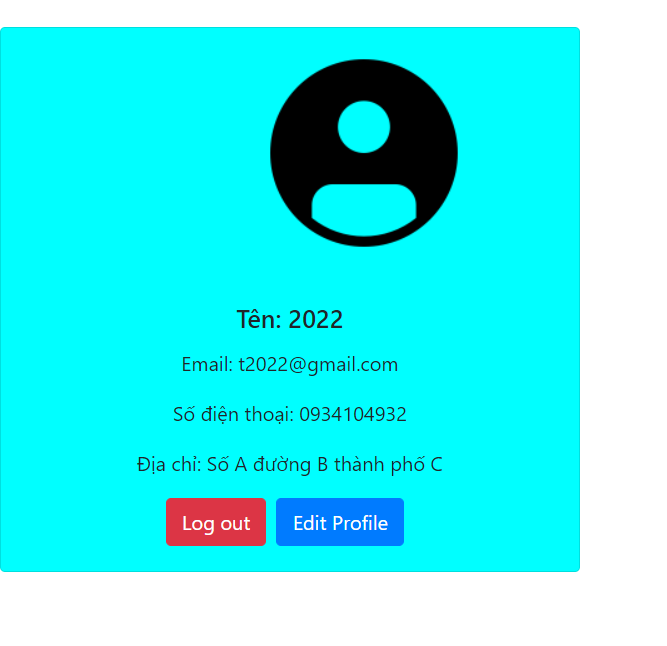 Tên: 2022
Email: t2022@gmail.com
Số điện thoại: 0934104932
Địa chỉ: Số A đường B thành phố C
Log out
Edit Profile